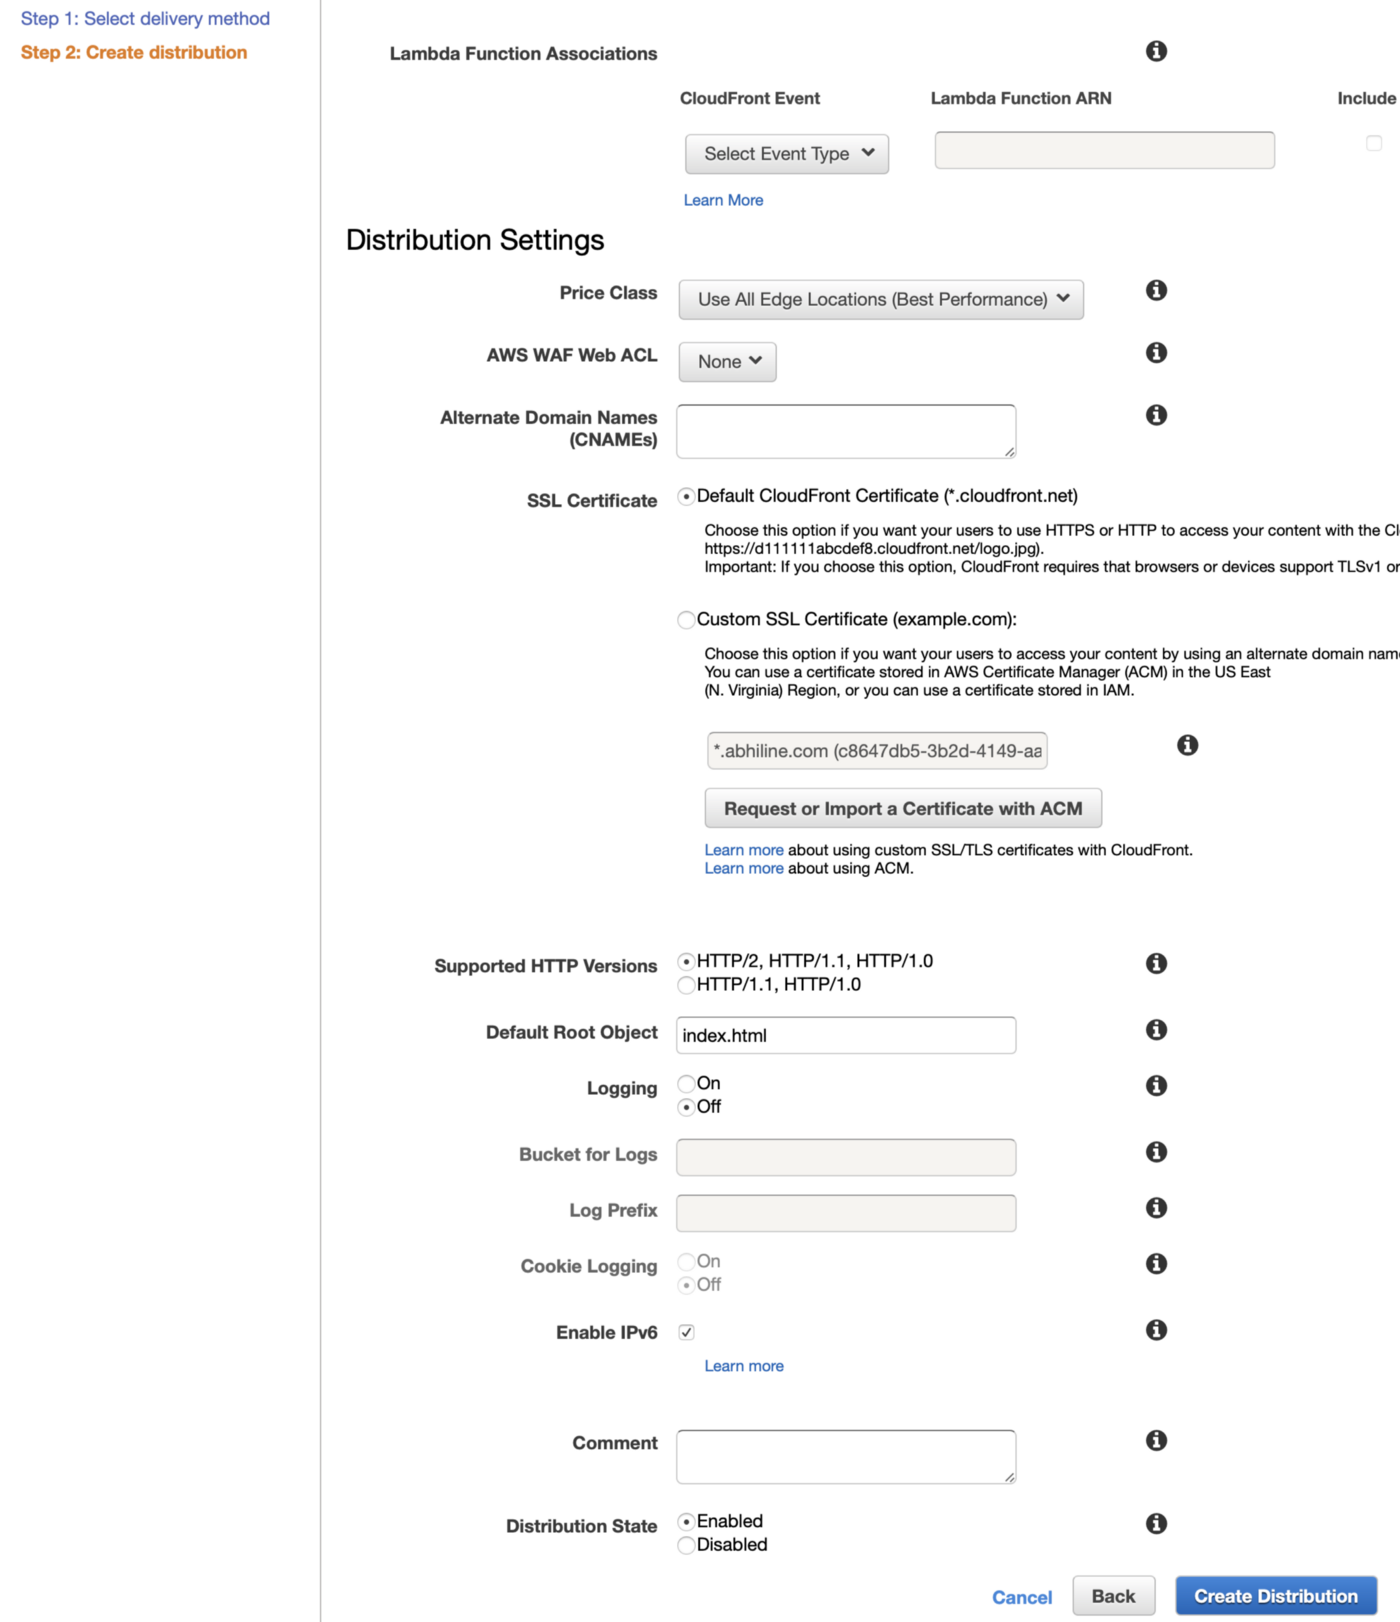 Step 1: Select delivery method
Step 2: Create distribution
Lambda Function Associations
CloudFront Event
Lambda Function ARN
Include
Select Event Type
Learn More
Distribution Settings
Price Class
Use All Edge Locations (Best Performance)
AWS WAF Web ACL
None
Alternate Domain Names
(CNAMEs)
SSL Certificate
Default CloudFront Certificate (*.cloudfront.net)
Choose this option if you want your users to use HTTPS or HTTP to access your content with the Cl
https://d111111abcdef8.cloudfront.net/logo.jpg).
Important: If you choose this option, CloudFront requires that browsers or devices support TLSv1 or
Custom SSL Certificate (example.com):
Choose this option if you want your users to access your content by using an alternate domain nam
You can use a certificate stored in AWS Certificate Manager (ACM) in the US East
(N. Virginia) Region, or you can use a certificate stored in IAM.
*.abhiline.com (c8647db5-3b2d-4149-aa
Request or Import a Certificate with ACM
Learn more about using custom SSL/TLS certificates with CloudFront.
Learn more about using ACM.
Supported HTTP Versions
HTTP/2, HTTP/1.1, HTTP/1.0
HTTP/1.1, HTTP/1.0
Default Root Object
index.html
Logging
On
Off
Bucket for Logs
Log Prefix
Cookie Logging
On
Off
Enable IPv6
Learn more
Comment
Distribution State
Enabled
Disabled
Cancel
Back
Create Distribution